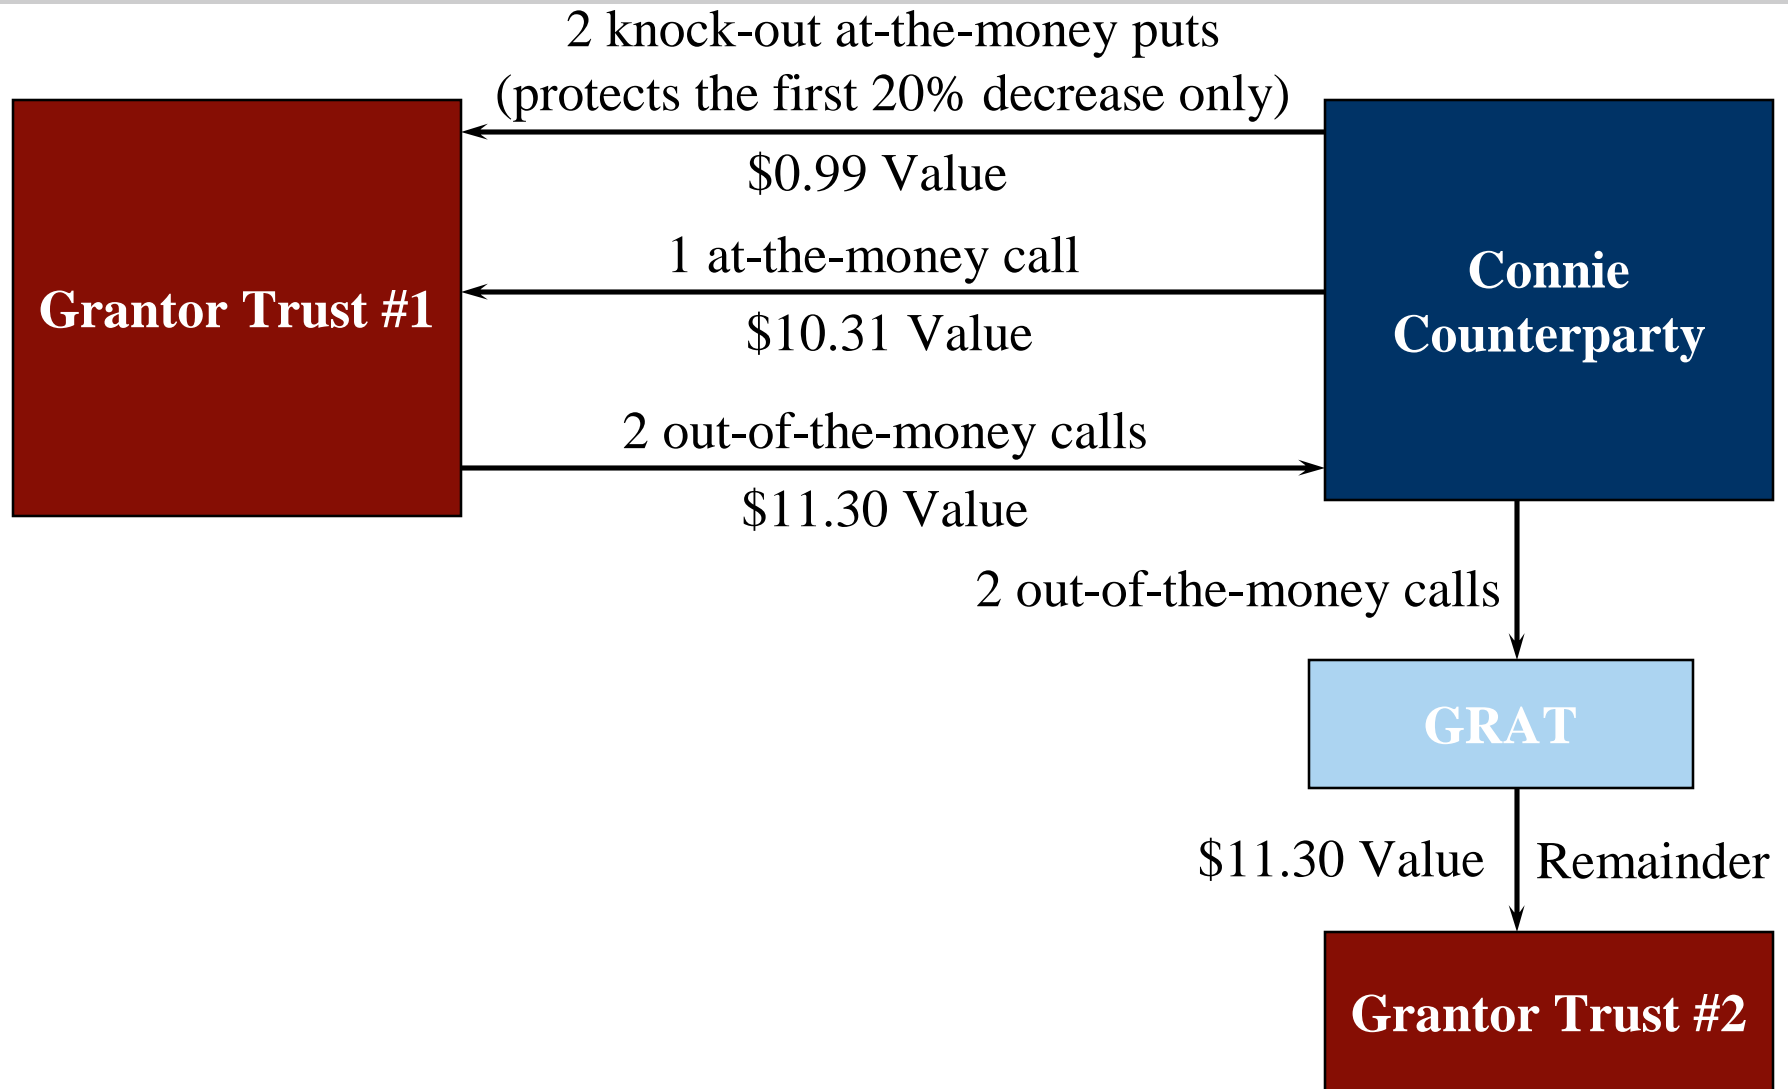 2 knock-out at-the-money puts
(protects the first 20% decrease only)
$0.99 Value
1 at-the-money call
$10.31 Value
2 out-of-the-money calls
$11.30 Value
Grantor Trust #1
Connie
Counterparty
2 out-of-the-money calls
GRAT
$11.30 Value
Remainder
Grantor Trust #2